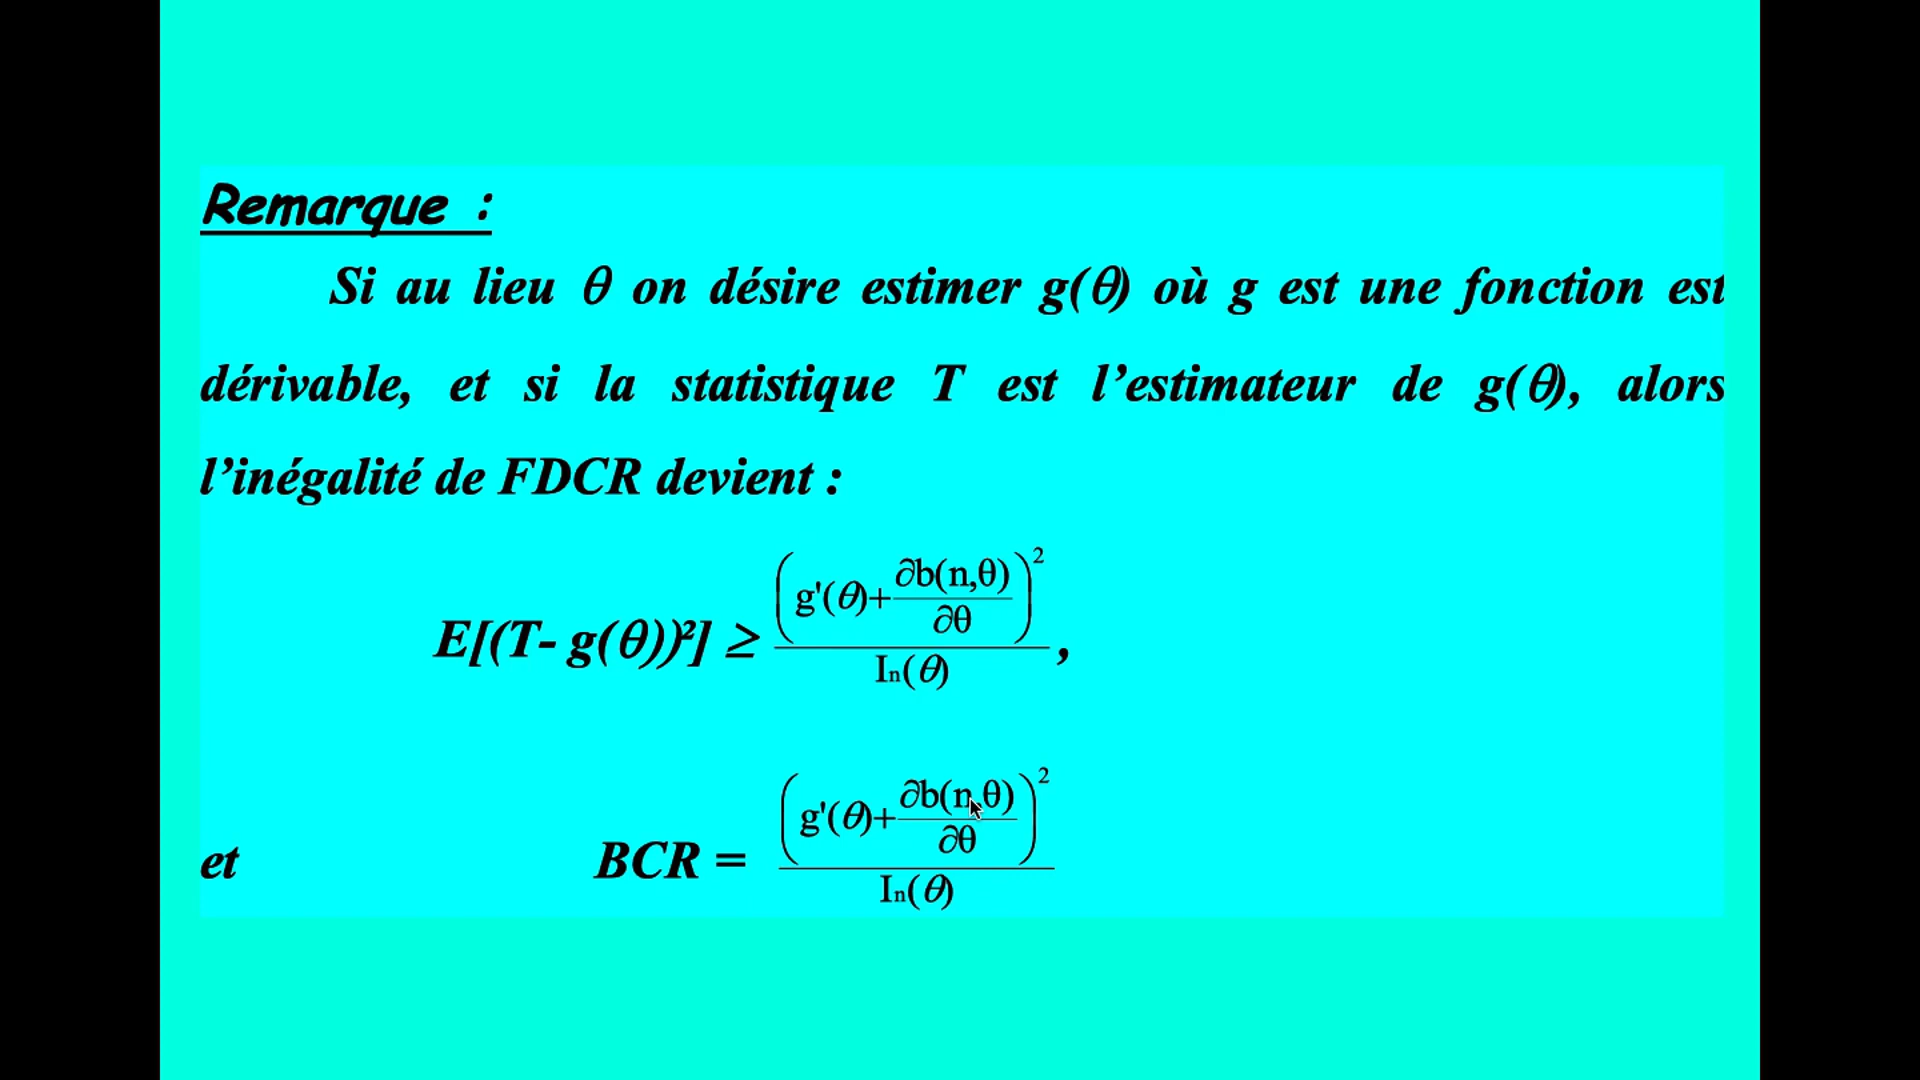 Remarque :
Si au lieu θ on désire estimer g(θ) où g est une fonction est
dérivable, et si la statistique T est l’estimateur de g(θ), alors
l’inégalité de FDCR devient :
E[(T- g(θ))²] ≥ (g'(θ)+∂b(n,θ)/∂θ)² / In(θ) ,
et BCR = (g'(θ)+∂b(n,θ)/∂θ)² / In(θ)